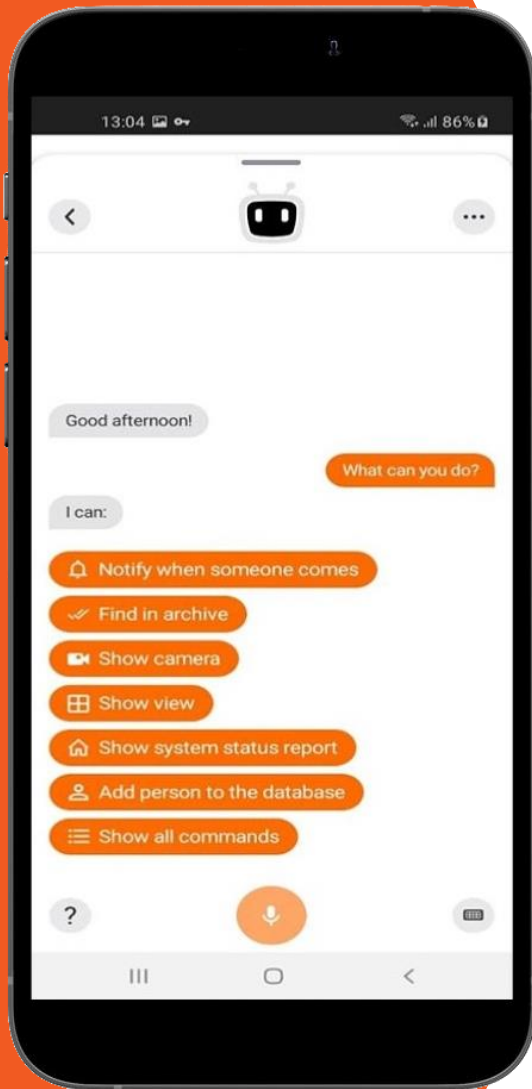 13:04
86%
Good afternoon!
What can you do?
I can:
Notify when someone comes
Find in archive
Show camera
Show view
Show system status report
Add person to the database
Show all commands
?